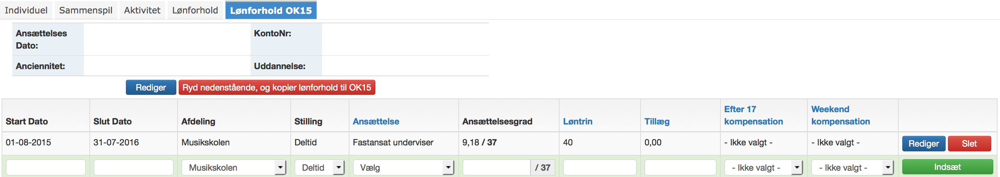 Individuel Sammenspil Aktivitet Lønforhold Lønforhold OK15
Ansættelses Dato: KontoNr:
Anciennitet: Uddannelse:
Rediger Ryd nedenstående, og kopier lønforhold til OK15
Start Dato Slut Dato Afdeling Stilling Ansættelse Ansættelsesgrad Løntrin Tillæg Efter 17 kompensation Weekend kompensation
01-08-2015 31-07-2016 Musikskolen Deltid Fastansat underviser 9,18 / 37 40 0,00 - Ikke valgt - - Ikke valgt - Rediger Slet
Musikskolen Deltid Vælg / 37 - Ikke valgt - - Ikke valgt - Indsæt